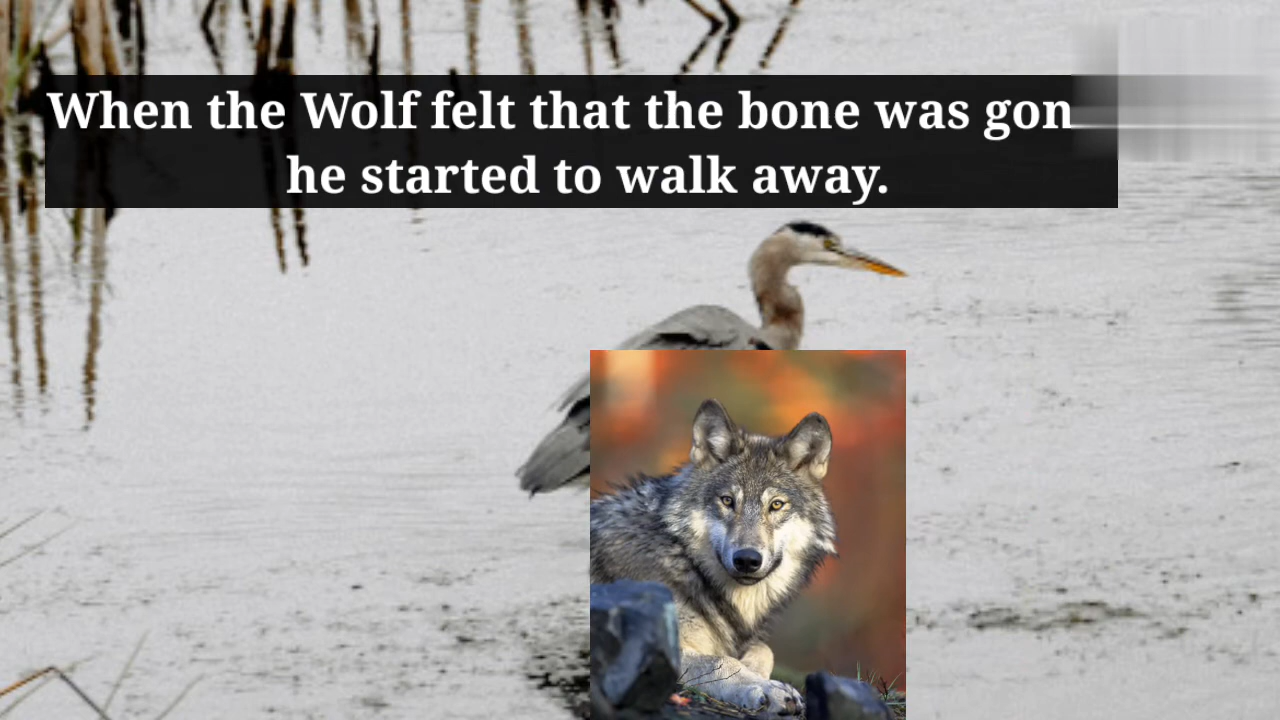 When the Wolf felt that the bone was gon
he started to walk away.